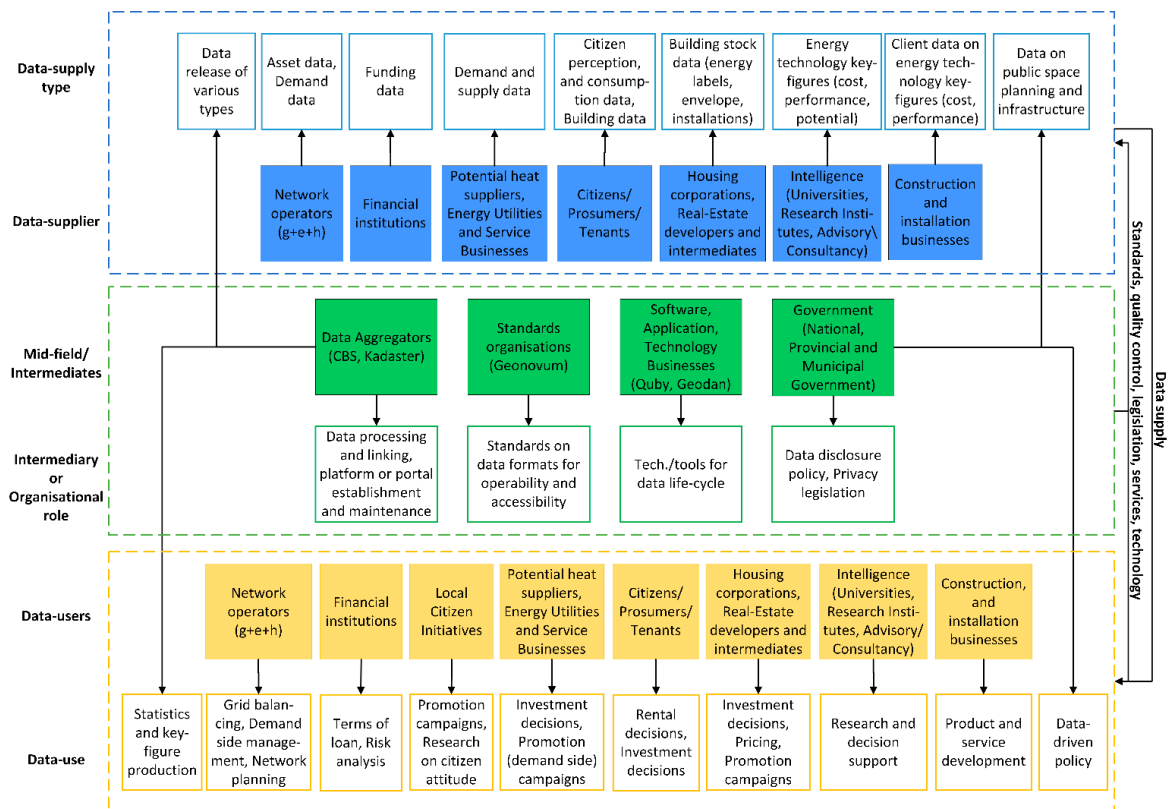 Data-supply
type
Data
release of
various
types
Asset data,
Demand
data
Funding
data
Demand and
supply data
Citizen
perception,
and consump-
tion data,
Building data
Building stock
data (energy
labels,
envelope,
installations)
Energy
technology key-
figures (cost,
performance,
potential)
Client data on
energy tech-
nology key-
figures (cost,
performance)
Data on
public space
planning and
infrastructure
Data-supplier
Network
operators
(g+e+h)
Financial
institutions
Potential heat
suppliers,
Energy Utilities
and Service
Businesses
Citizens/
Prosumers/
Tenants
Housing
corporations,
Real-Estate
developers and
intermediates
Intelligence
(Universities,
Research Insti-
tutes, Advisory\
Consultancy)
Construction
and
installation
businesses
Mid-field/
Intermediates
Data Aggregators
(CBS, Kadaster)
Standards
organisations
(Geonovum)
Software,
Application,
Technology
Businesses
(Quby, Geodan)
Government
(National,
Provincial and
Municipal
Government)
Intermediary
or
Organisational
role
Data processing
and linking,
platform or portal
establishment
and maintenance
Standards on
data formats for
operability and
accessibility
Tech./tools for
data life-cycle
Data disclosure
policy, Privacy
legislation
Data-users
Network
operators
(g+e+h)
Financial
institutions
Local
Citizen
Initiatives
Potential heat
suppliers,
Energy Utilities
and Service
Businesses
Citizens/
Prosumers/
Tenants
Housing
corporations,
Real-Estate
developers and
intermediates
Intelligence
(Universities,
Research Insti-
tutes, Advisory/
Consultancy)
Construction,
and
installation
businesses
Data-use
Statistics
and key-
figure
production
Grid balan-
cing, Demand
side manage-
ment, Network
planning
Terms of
loan, Risk
analysis
Promotion
campaigns,
Research
on citizen
attitude
Investment
decisions,
Promotion
(demand side)
campaigns
Rental
decisions,
Investment
decisions
Investment
decisions,
Pricing,
Promotion
campaigns
Research and
decision
support
Product and
service
development
Data-
driven
policy
Data supply
Standards, quality control, legislation, services, technology